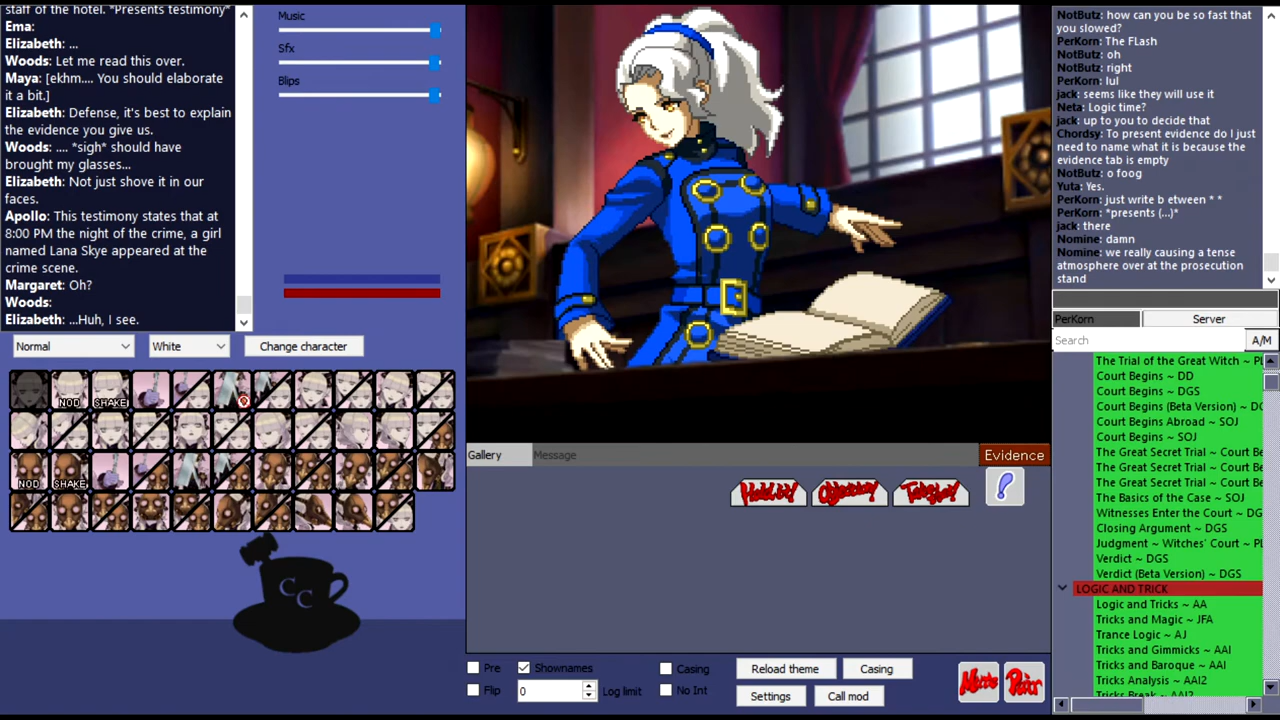 staff of the hotel. *Presents testimony*
Ema:
Elizabeth: ...
Woods: Let me read this over.
Maya: [ekhm.... You should elaborate
it a bit.]
Elizabeth: Defense, it's best to explain
the evidence you give us.
Woods: .... *sigh* should have
brought my glasses...
Elizabeth: Not just shove it in our
faces.
Apollo: This testimony states that at
8:00 PM the night of the crime, a girl
named Lana Skye appeared at the
crime scene.
Margaret: Oh?
Woods:
Elizabeth: ...Huh, I see.
Normal
White
Change character
NOD
SHAKE
NOD
SHAKE
C C
Music
Sfx
Blips
Gallery
Message
Evidence
Hold it!
Objection!
Take that!
Pre
Shownames
Casing
Reload theme
Casing
Flip
0
Log limit
No Int
Settings
Call mod
Mute
Pair
NotButz: how can you be so fast that
you slowed?
PerKorn: The FLash
NotButz: oh
NotButz: right
PerKorn: lul
jack: seems like they will use it
Neta: Logic time?
jack: up to you to decide that
Chordsy: To present evidence do I just
need to name what it is because the
evidence tab is empty
NotButz: o foog
Yuta: Yes.
PerKorn: just write b etween * *
PerKorn: *presents (...)*
jack: there
Nomine: damn
Nomine: we really causing a tense
atmosphere over at the prosecution
stand
PerKorn
Server
Search
A/M
The Trial of the Great Witch ~ PL
Court Begins ~ DD
Court Begins ~ DGS
Court Begins (Beta Version) ~ DG
Court Begins Abroad ~ SOJ
Court Begins ~ SOJ
The Great Secret Trial ~ Court Be
The Great Secret Trial ~ Court Be
The Great Secret Trial ~ Court Be
The Basics of the Case ~ SOJ
Witnesses Enter the Court ~ DG
Closing Argument ~ DGS
Judgment ~ Witches' Court ~ PL
Verdict ~ DGS
Verdict (Beta Version) ~ DGS
LOGIC AND TRICK
Logic and Tricks ~ AA
Tricks and Magic ~ JFA
Trance Logic ~ AJ
Tricks and Gimmicks ~ AAI
Tricks and Baroque ~ AAI
Tricks Analysis ~ AAI2
Tricks Break ~ AAI2